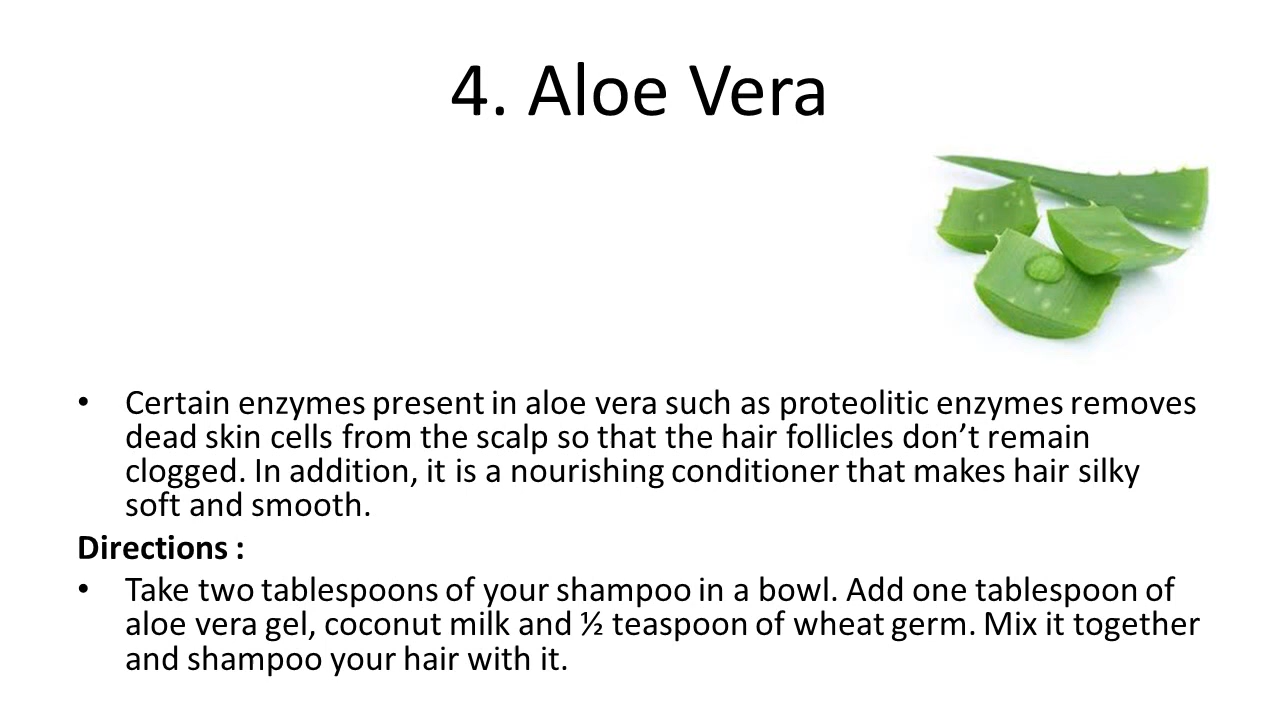 4. Aloe Vera
• Certain enzymes present in aloe vera such as proteolitic enzymes removes
dead skin cells from the scalp so that the hair follicles don’t remain
clogged. In addition, it is a nourishing conditioner that makes hair silky
soft and smooth.
Directions :
• Take two tablespoons of your shampoo in a bowl. Add one tablespoon of
aloe vera gel, coconut milk and ½ teaspoon of wheat germ. Mix it together
and shampoo your hair with it.